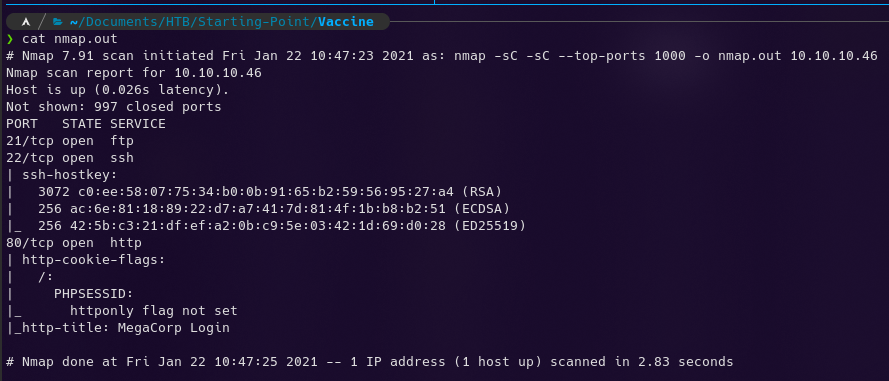 ~/Documents/HTB/Starting-Point/Vaccine
❯ cat nmap.out
# Nmap 7.91 scan initiated Fri Jan 22 10:47:23 2021 as: nmap -sC -sC --top-ports 1000 -o nmap.out 10.10.10.46
Nmap scan report for 10.10.10.46
Host is up (0.026s latency).
Not shown: 997 closed ports
PORT   STATE SERVICE
21/tcp open  ftp
22/tcp open  ssh
| ssh-hostkey:
|   3072 c0:ee:58:07:75:34:b0:0b:91:65:b2:59:56:95:27:a4 (RSA)
|   256 ac:6e:81:18:89:22:d7:a7:41:7d:81:4f:1b:b8:b2:51 (ECDSA)
|_  256 42:5b:c3:21:df:ef:a2:0b:c9:5e:03:42:1d:69:d0:28 (ED25519)
80/tcp open  http
| http-cookie-flags:
|   /:
|     PHPSESSID:
|_      httponly flag not set
|_http-title: MegaCorp Login
# Nmap done at Fri Jan 22 10:47:25 2021 -- 1 IP address (1 host up) scanned in 2.83 seconds